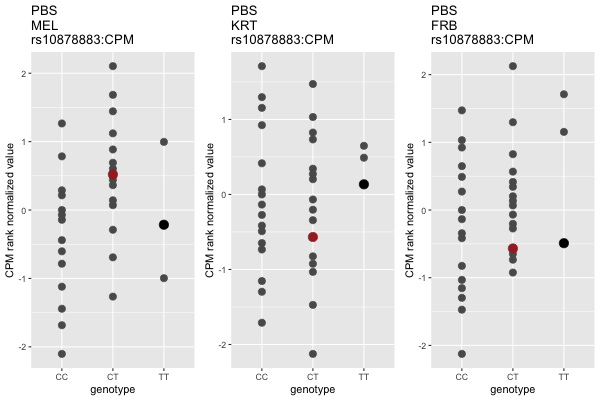 PBS
MEL
rs10878883:CPM
CPM rank normalized value
2
1
0
-1
-2
CC CT TT
genotype
PBS
KRT
rs10878883:CPM
CPM rank normalized value
1
0
-1
-2
CC CT TT
genotype
PBS
FRB
rs10878883:CPM
CPM rank normalized value
2
1
0
-1
-2
CC CT TT
genotype